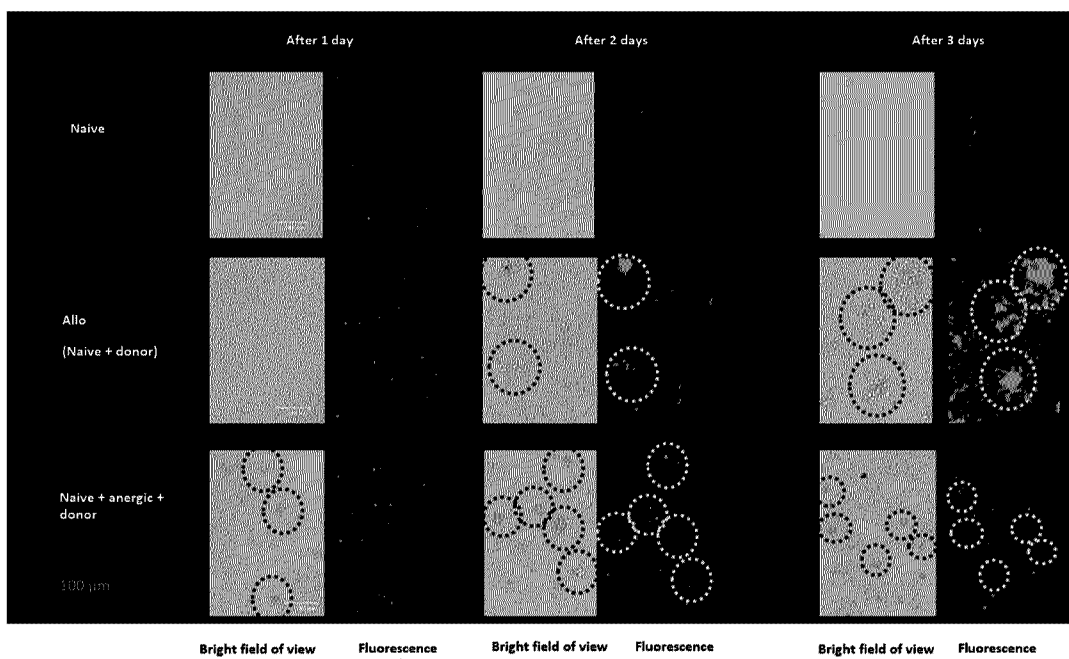 After 1 day
After 2 days
After 3 days
Naive
Allo
(Naive + donor)
Naive + anergic +
donor
100 µm
Bright field of view
Fluorescence
Bright field of view
Fluorescence
Bright field of view
Fluorescence